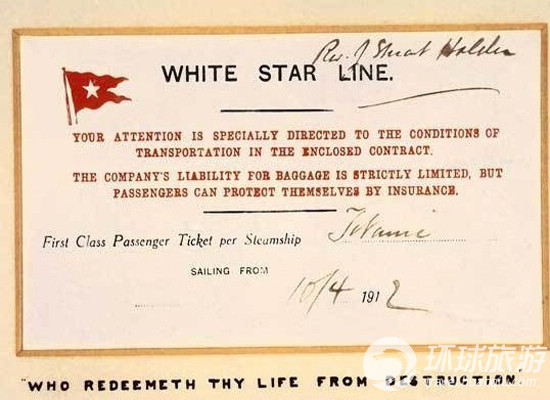 Rev. J Stuart Holden
WHITE STAR LINE.
YOUR ATTENTION IS SPECIALLY DIRECTED TO THE CONDITIONS OF
TRANSPORTATION IN THE ENCLOSED CONTRACT.
THE COMPANY'S LIABILITY FOR BAGGAGE IS STRICTLY LIMITED, BUT
PASSENGERS CAN PROTECT THEMSELVES BY INSURANCE.
First Class Passenger Ticket per Steamship Titanic
SAILING FROM
10/4 1912
环球旅游
"WHO REDEEMETH THY LIFE FROM DESTRUCTION."